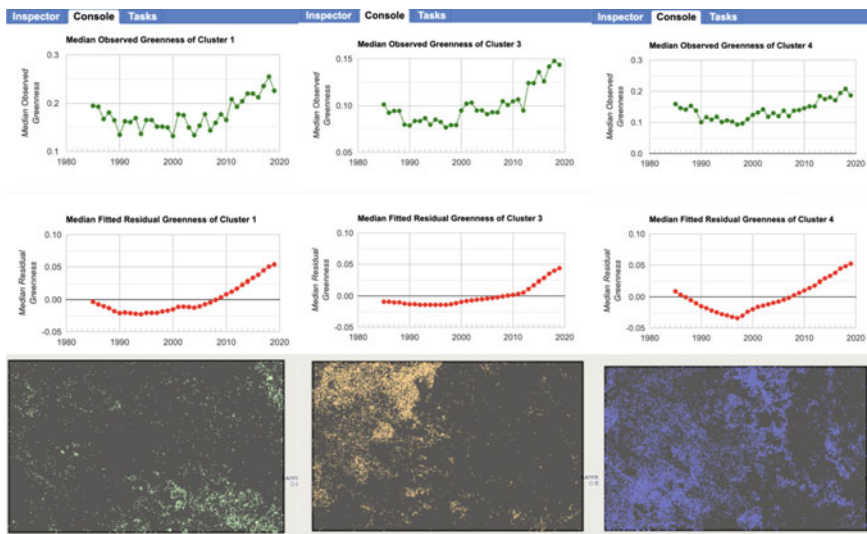 Inspector Console Tasks
Inspector Console Tasks
Inspector Console Tasks
Median Observed Greenness of Cluster 1
0.3
0.2
0.1
Median Observed
Greenness
1980 1990 2000 2010 2020
Median Observed Greenness of Cluster 3
0.15
0.10
0.05
Median Observed
Greenness
1980 1990 2000 2010 2020
Median Observed Greenness of Cluster 4
0.3
0.2
0.1
0.0
Median Observed
Greenness
1980 1990 2000 2010 2020
Median Fitted Residual Greenness of Cluster 1
0.10
0.05
0.00
-0.05
Median Residual
Greenness
1980 1990 2000 2010 2020
Median Fitted Residual Greenness of Cluster 3
0.10
0.05
0.00
-0.05
Median Residual
Greenness
1980 1990 2000 2010 2020
Median Fitted Residual Greenness of Cluster 4
0.10
0.05
0.00
-0.05
Median Residual
Greenness
1980 1990 2000 2010 2020